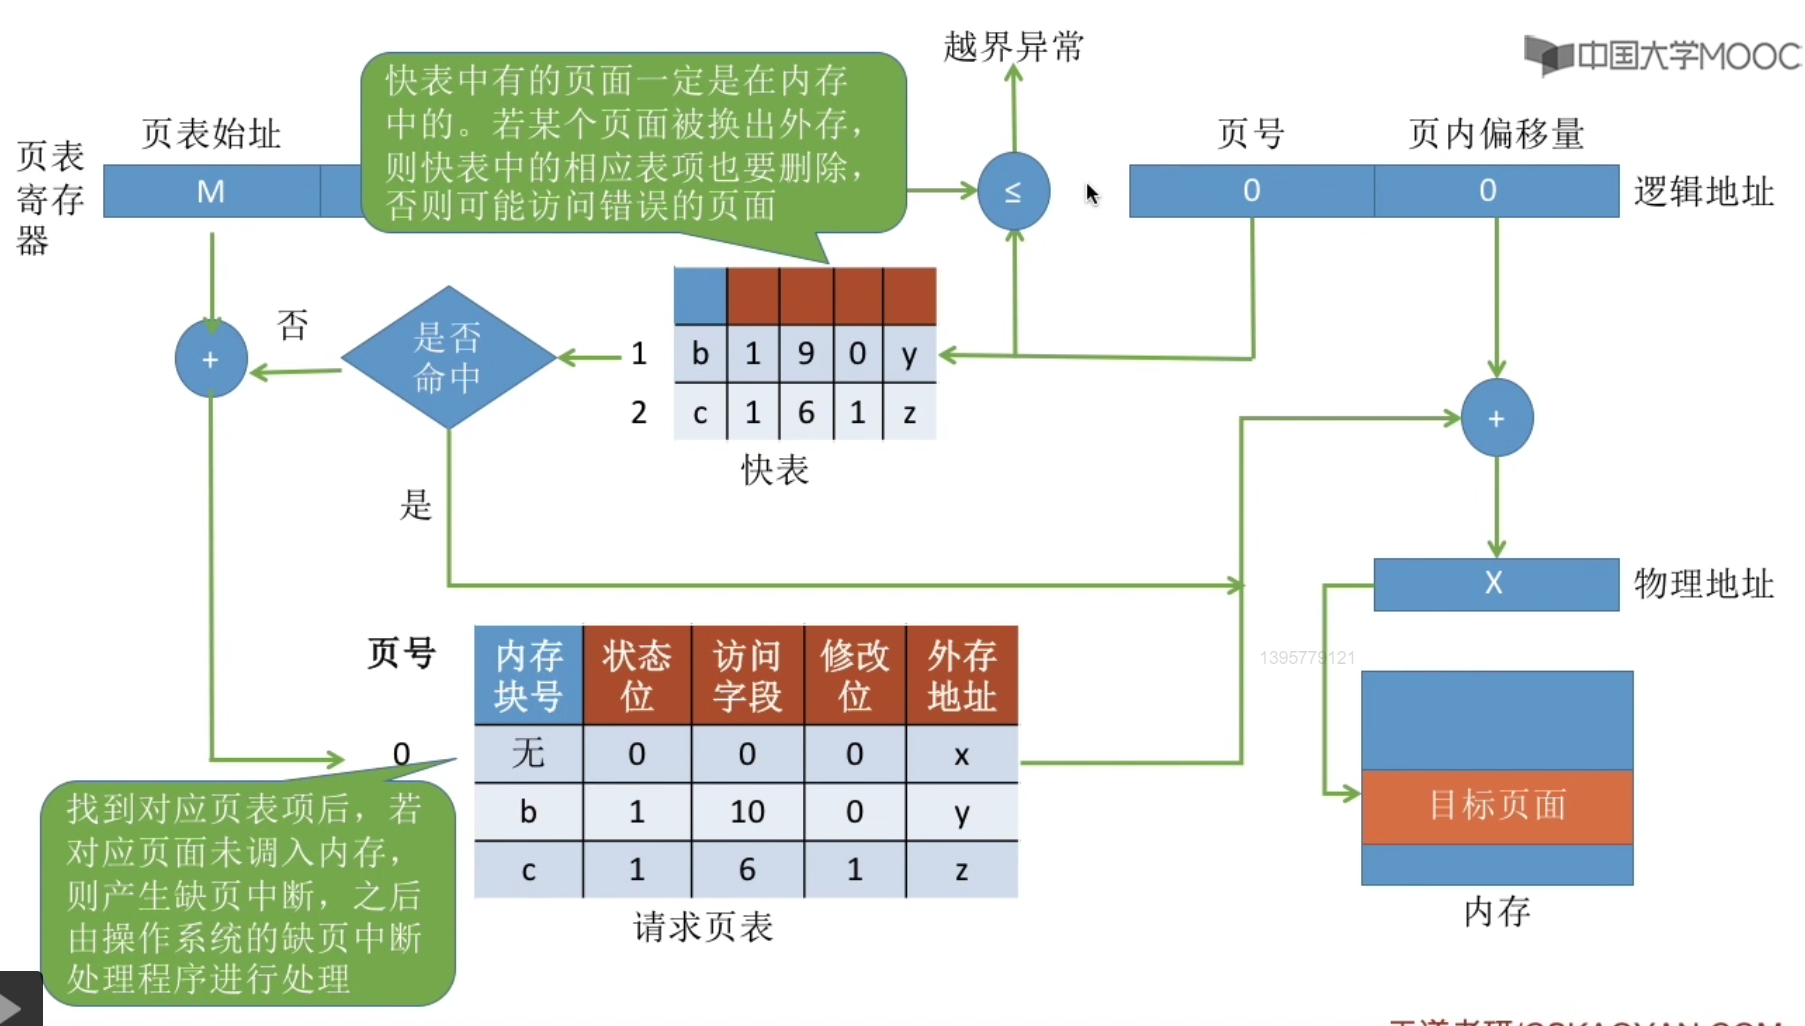 越界异常
中国大学MOOC
快表中有的页面一定是在内存
中的。若某个页面被换出外存，
则快表中的相应表项也要删除，
否则可能访问错误的页面
页表始址
页号 页内偏移量
页表
寄存
器
M
≤
0 0
逻辑地址
否
是否
命中
+
1 b 1 9 0 y
2 c 1 6 1 z
快表
+
是
X
物理地址
1395779121
页号
内存
块号
状态
位
访问
字段
修改
位
外存
地址
0 无 0 0 0 x
b 1 10 0 y
c 1 6 1 z
请求页表
找到对应页表项后，若
对应页面未调入内存，
则产生缺页中断，之后
由操作系统的缺页中断
处理程序进行处理
目标页面
内存